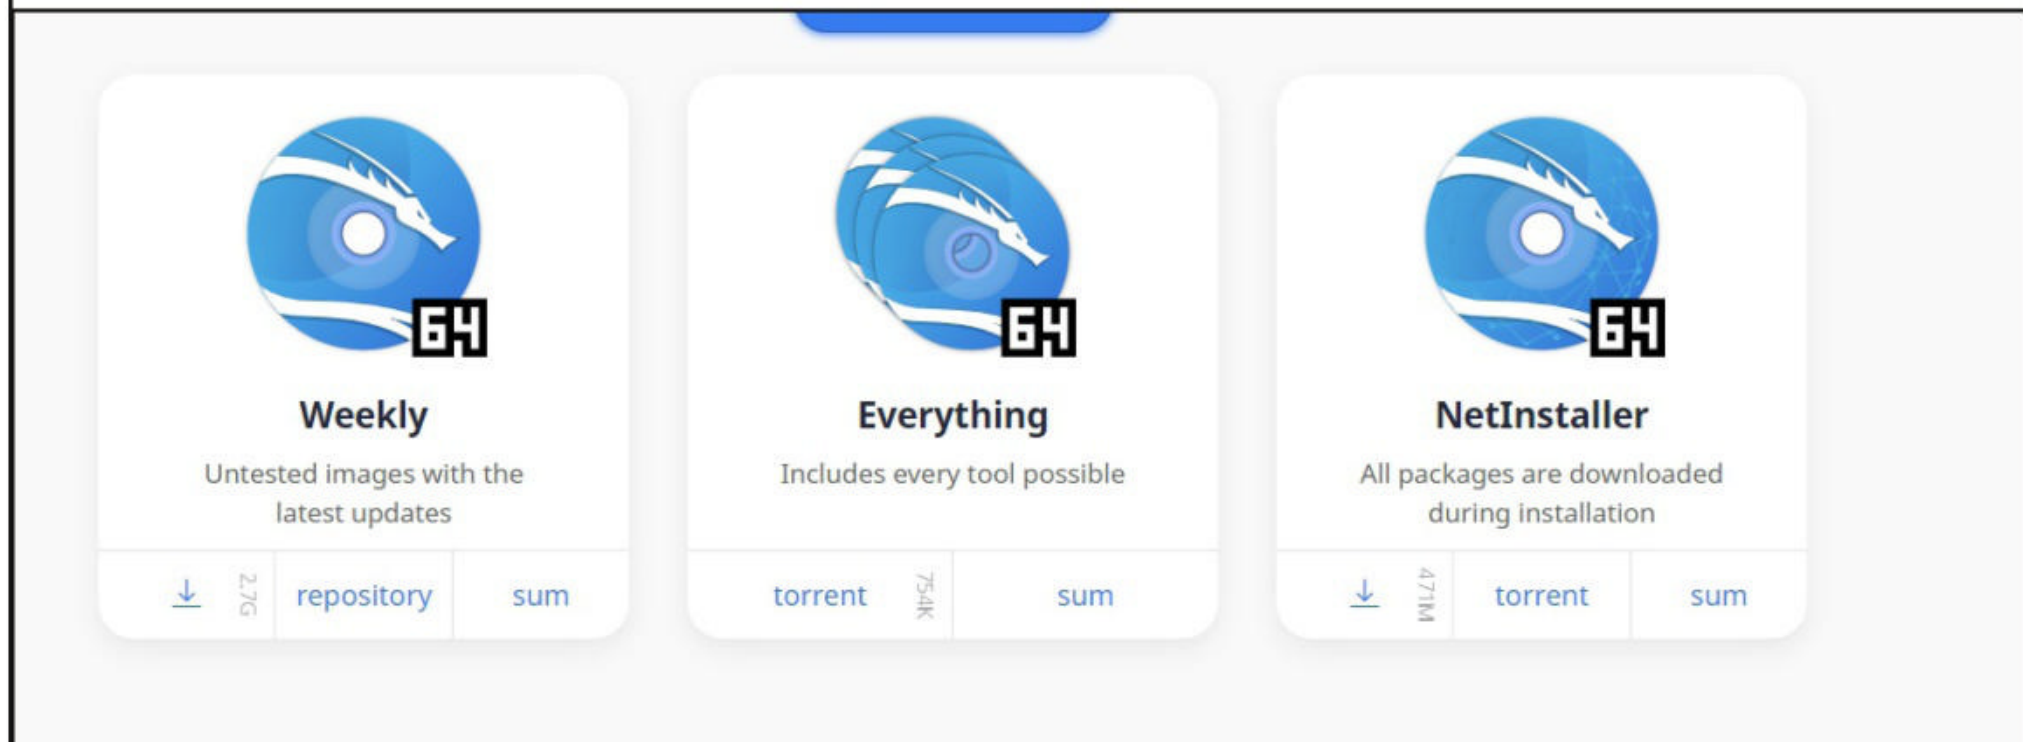 64
64
64
Weekly
Everything
NetInstaller
Untested images with the
latest updates
Includes every tool possible
All packages are downloaded
during installation
2.7G repository sum
torrent 754K sum
471M torrent sum